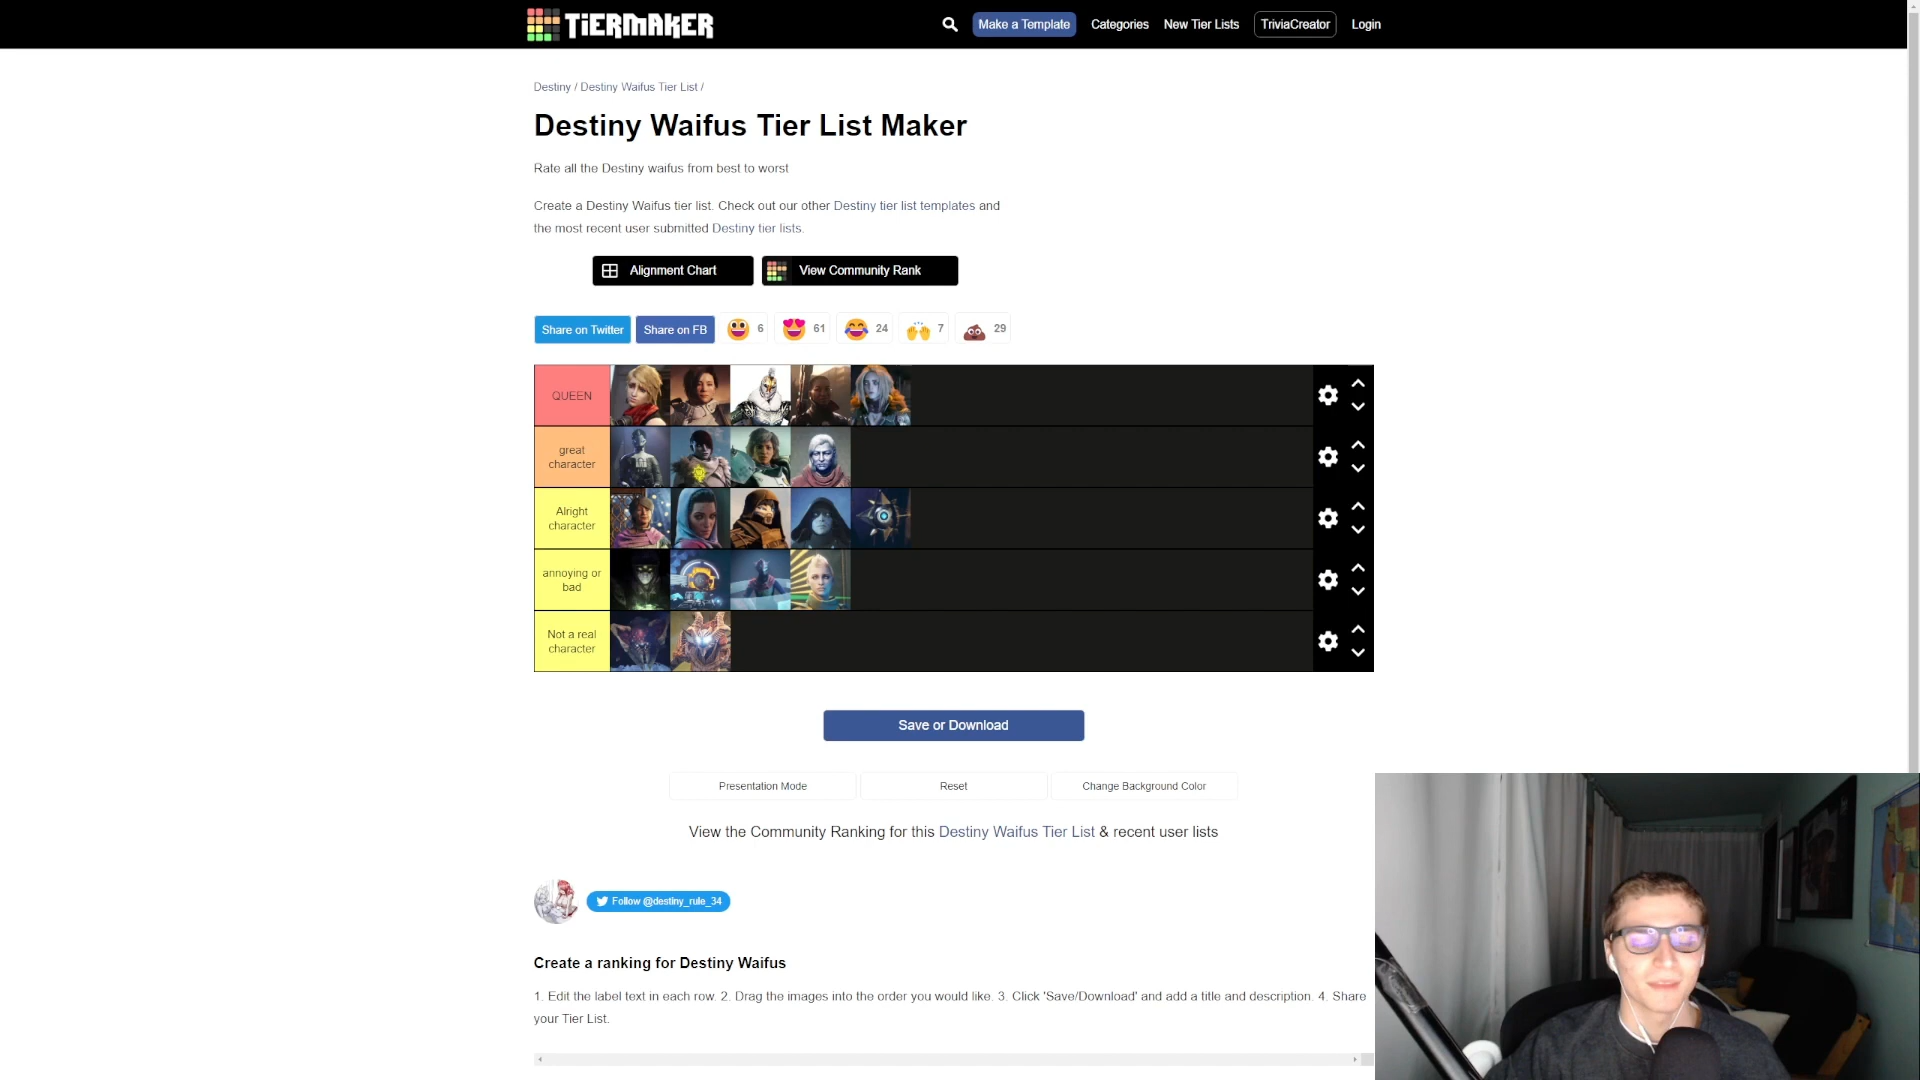 TiERMAKER
Make a Template
Categories
New Tier Lists
TriviaCreator
Login
Destiny / Destiny Waifus Tier List /
Destiny Waifus Tier List Maker
Rate all the Destiny waifus from best to worst
Create a Destiny Waifus tier list. Check out our other Destiny tier list templates and
the most recent user submitted Destiny tier lists.
Alignment Chart
View Community Rank
Share on Twitter
Share on FB
6
61
24
7
29
QUEEN
great
character
Alright
character
annoying or
bad
Not a real
character
Save or Download
Presentation Mode
Reset
Change Background Color
View the Community Ranking for this Destiny Waifus Tier List & recent user lists
Follow @destiny_rule_34
Create a ranking for Destiny Waifus
1. Edit the label text in each row. 2. Drag the images into the order you would like. 3. Click 'Save/Download' and add a title and description. 4. Share
your Tier List.